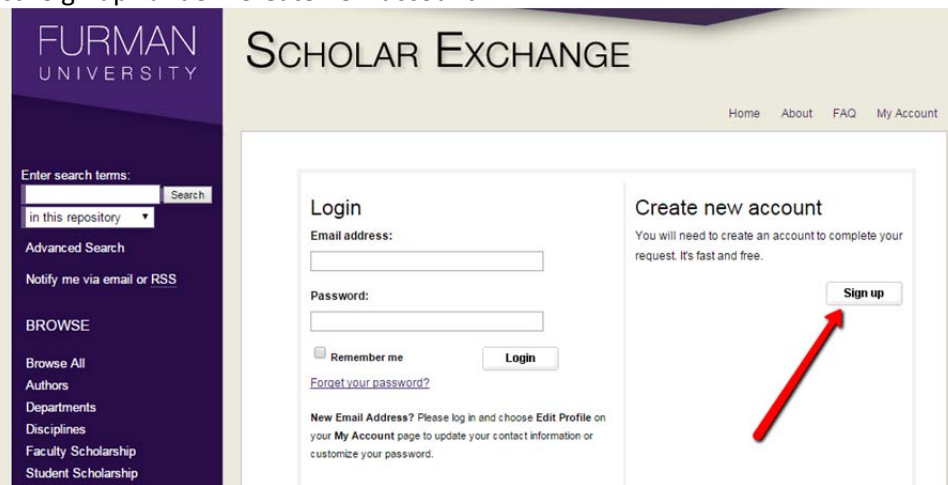 FURMAN
UNIVERSITY
SCHOLAR EXCHANGE
Home About FAQ My Account
Enter search terms:
Search
in this repository
Advanced Search
Notify me via email or RSS
BROWSE
Browse All
Authors
Departments
Disciplines
Faculty Scholarship
Student Scholarship
Login
Email address:
Password:
Remember me
Login
Forget your password?
New Email Address? Please log in and choose Edit Profile on
your My Account page to update your contact information or
customize your password.
Create new account
You will need to create an account to complete your
request. It's fast and free.
Sign up